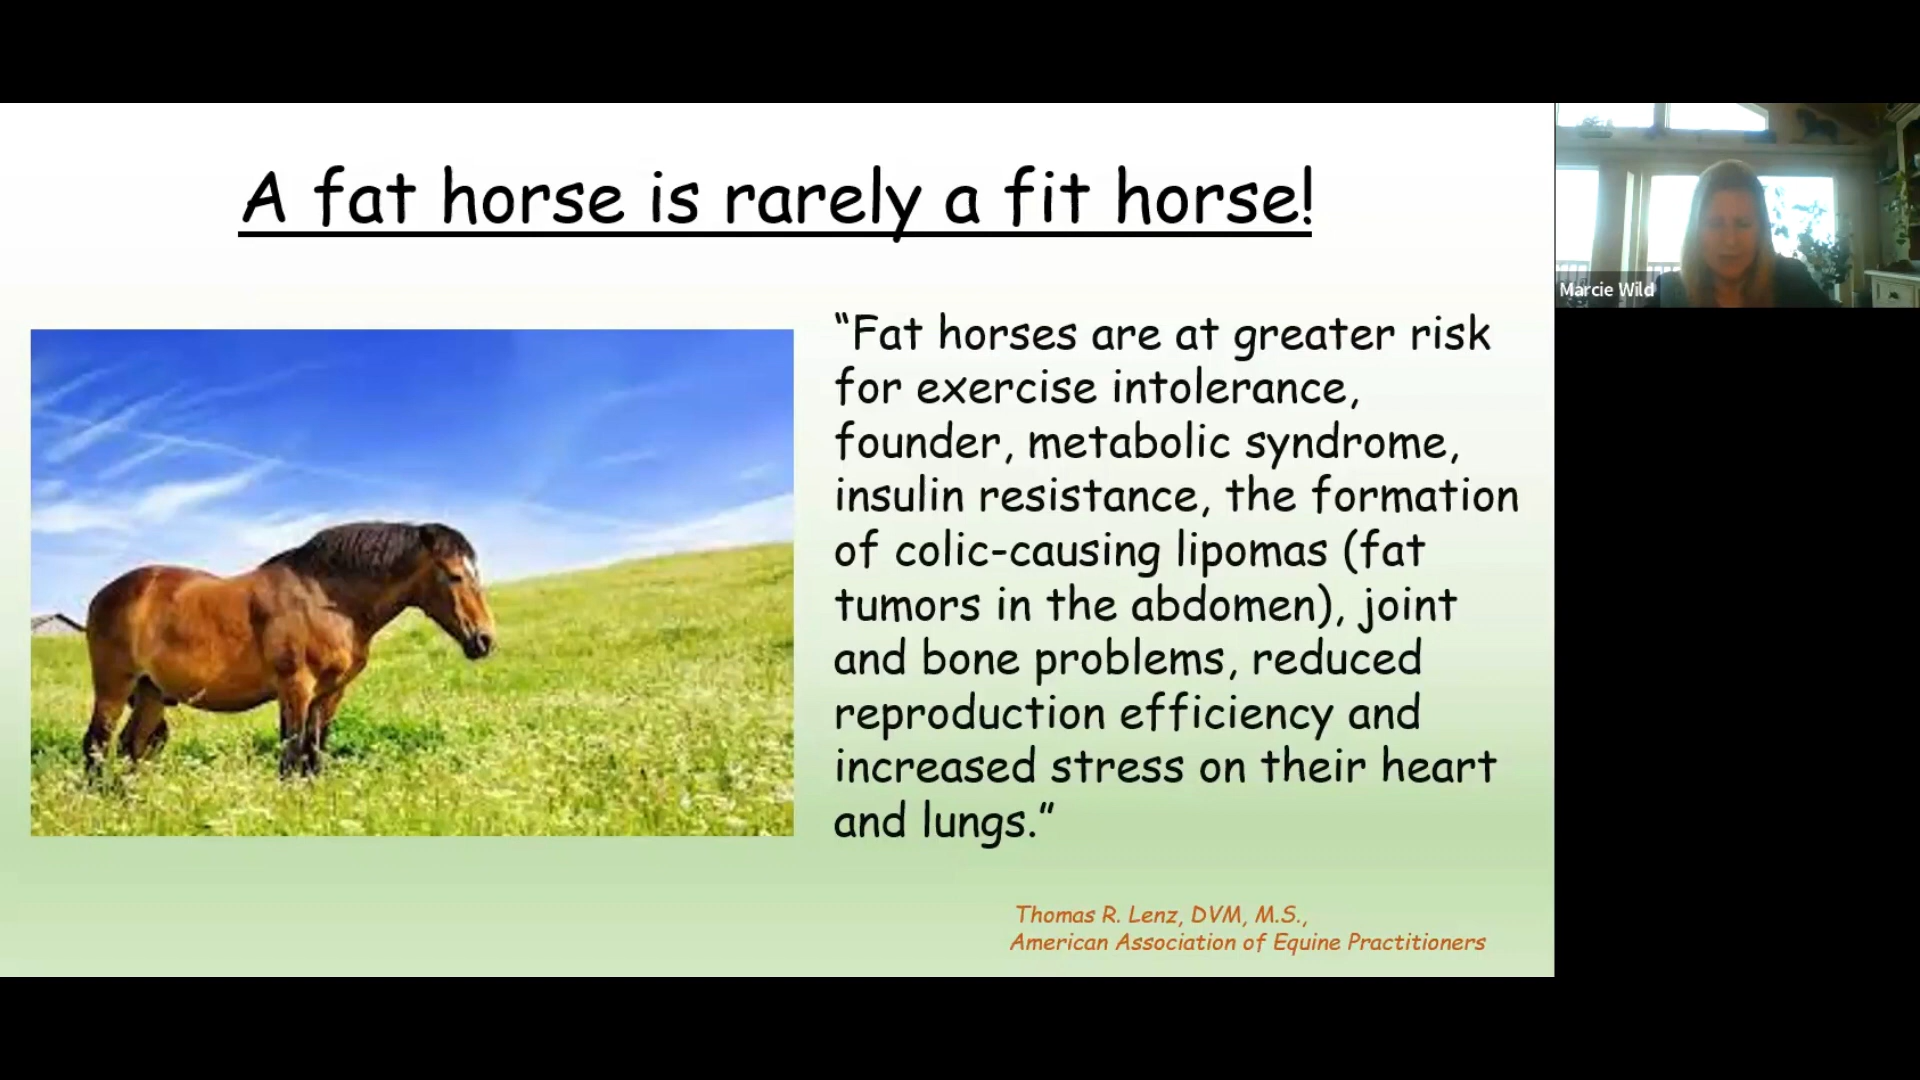 A fat horse is rarely a fit horse!
“Fat horses are at greater risk
for exercise intolerance,
founder, metabolic syndrome,
insulin resistance, the formation
of colic-causing lipomas (fat
tumors in the abdomen), joint
and bone problems, reduced
reproduction efficiency and
increased stress on their heart
and lungs.”
Thomas R. Lenz, DVM, M.S.,
American Association of Equine Practitioners
Marcie Wild